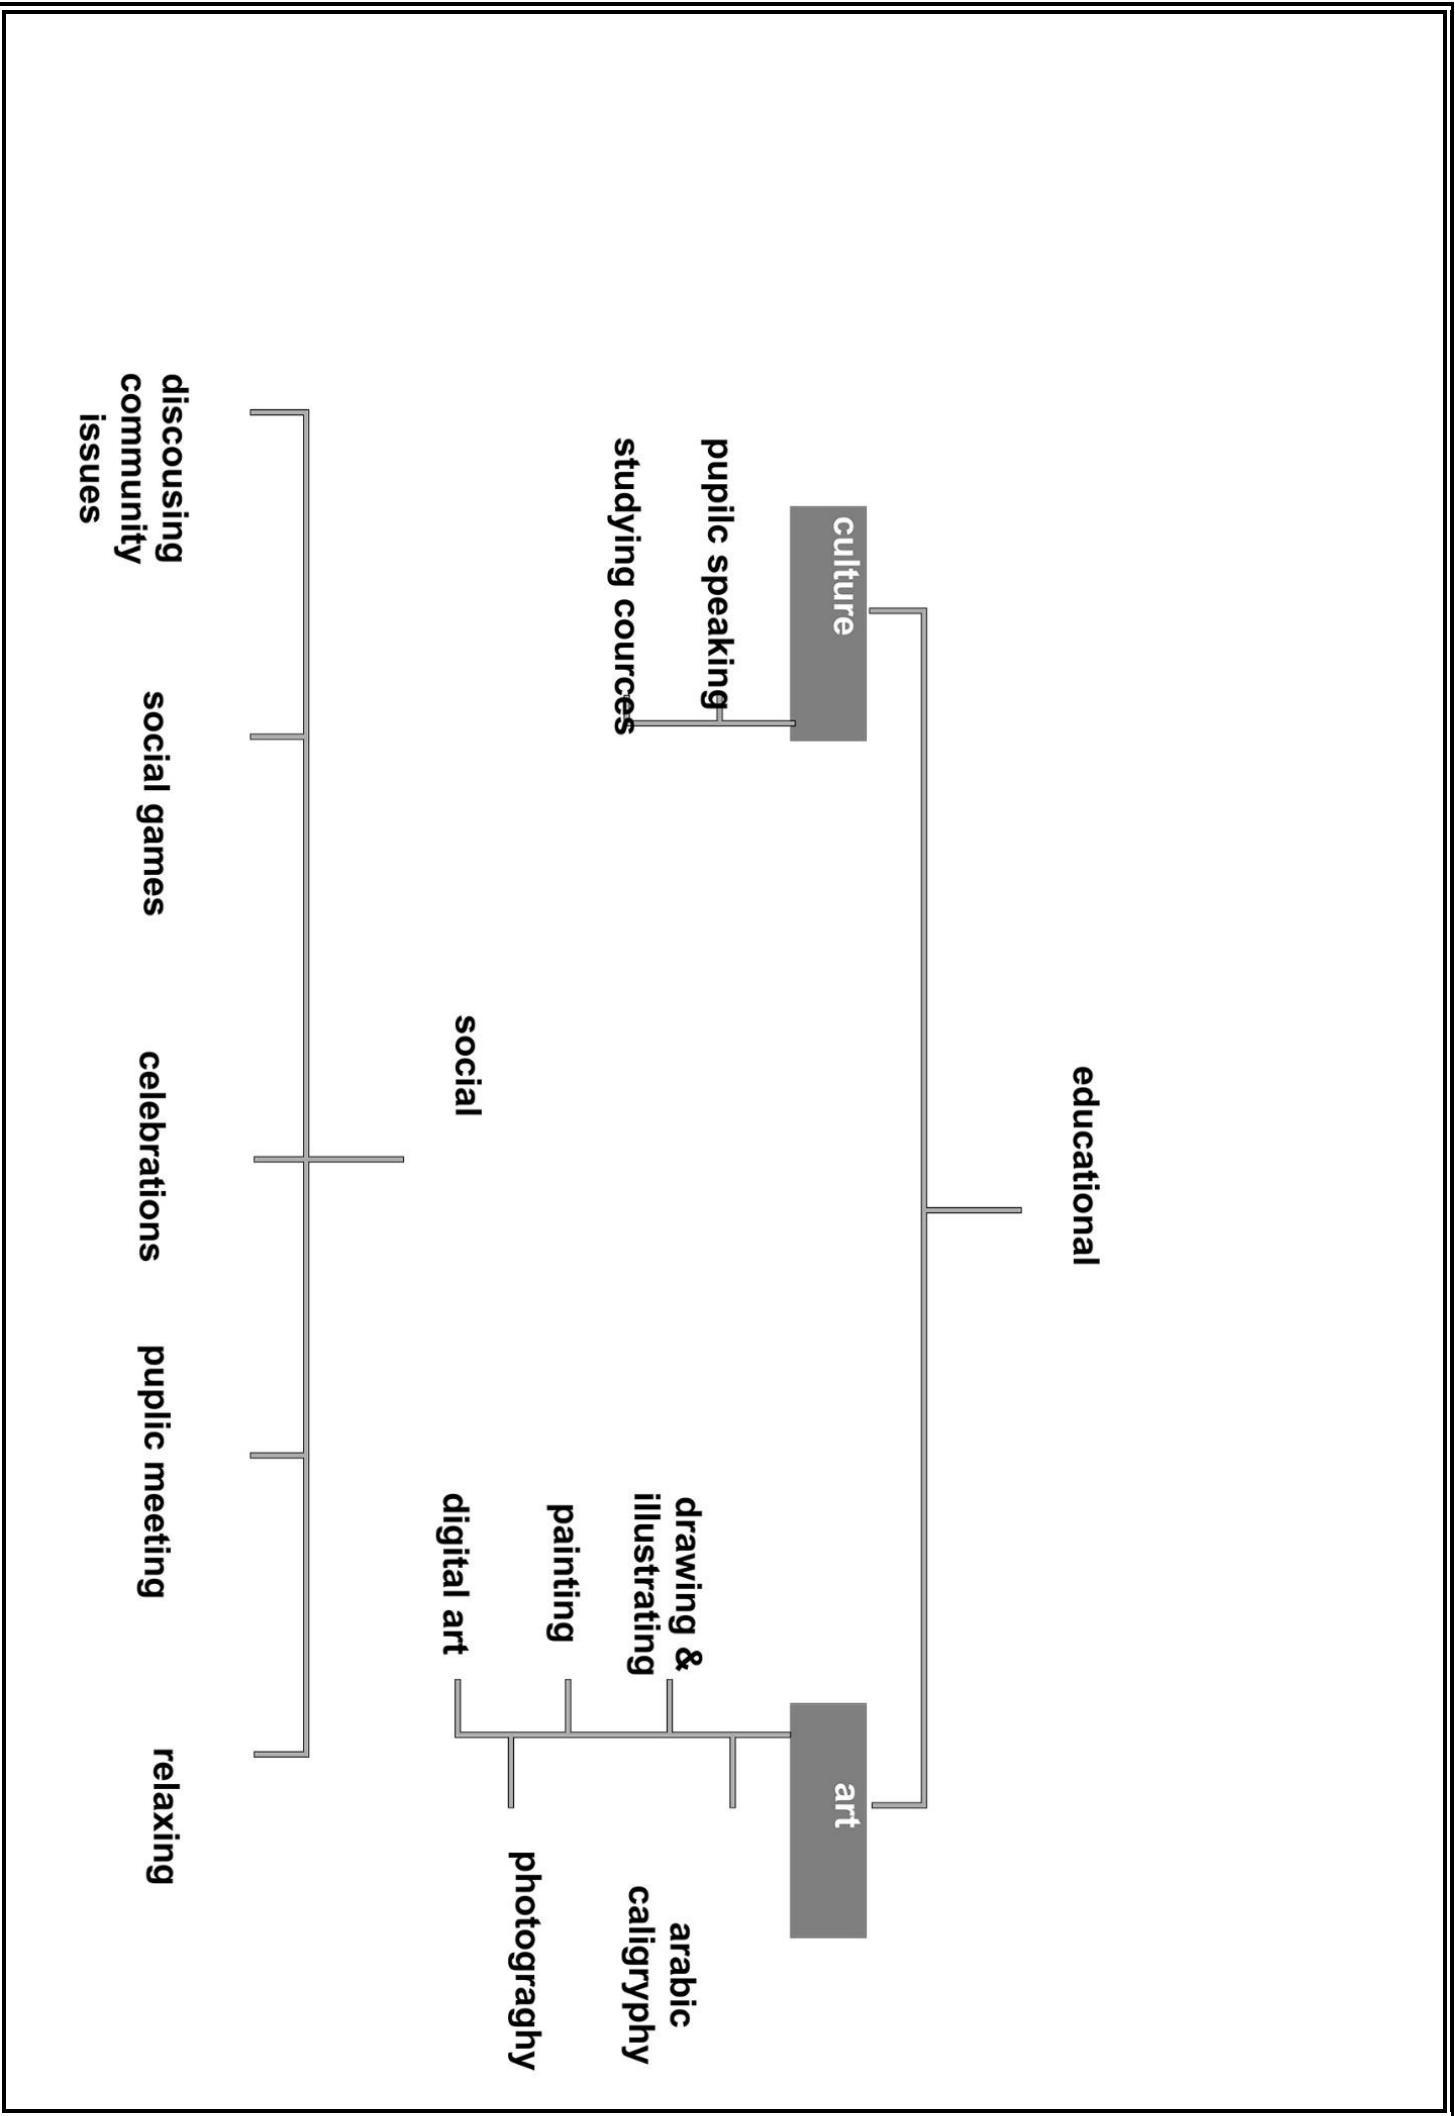 educational
culture
art
pupilc speaking
studying cources
drawing &
illustrating
painting
digital art
arabic
caligryphy
photograghy
social
discousing
community
issues
social games
celebrations
puplic meeting
relaxing